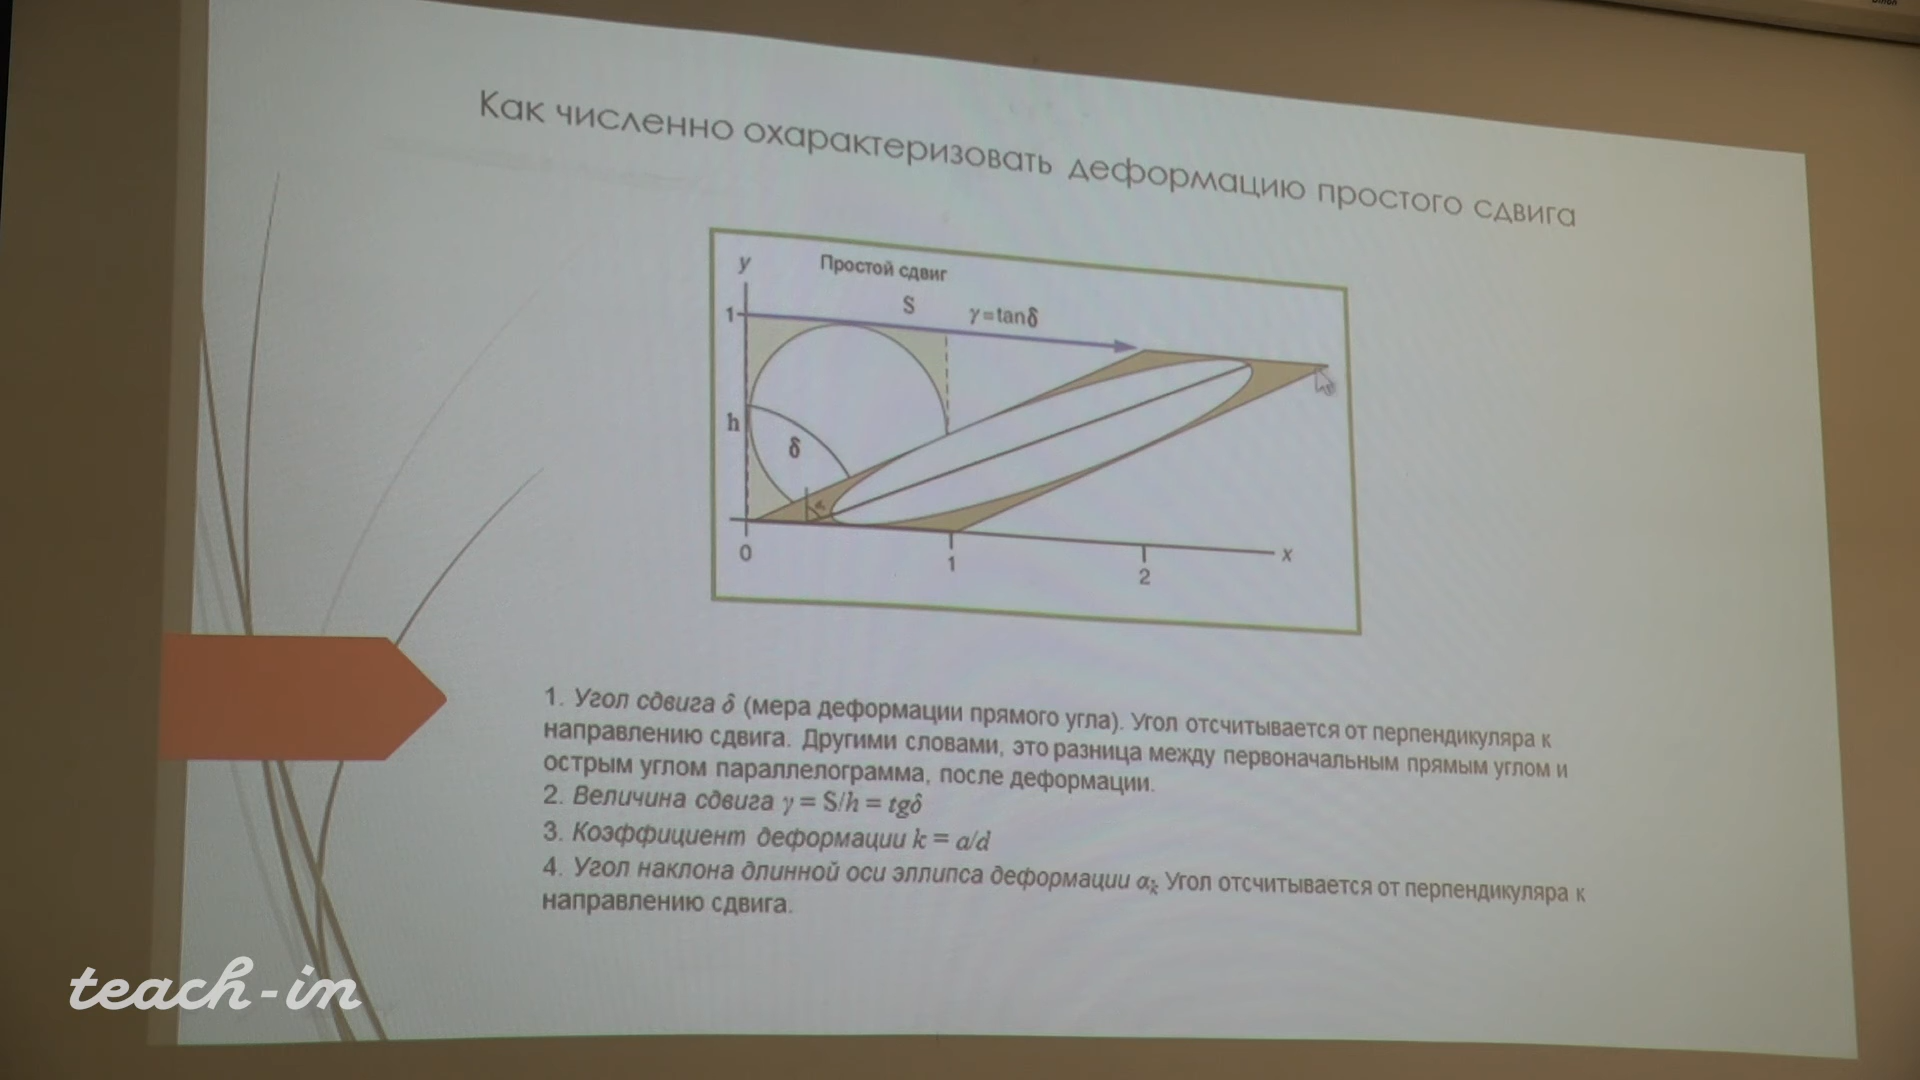 Как численно охарактеризовать деформацию простого сдвига
y
Простой сдвиг
S
γ=tanδ
1
h
δ
0
1
2
x
1. Угол сдвига δ (мера деформации прямого угла). Угол отсчитывается от перпендикуляра к
направлению сдвига. Другими словами, это разница между первоначальным прямым углом и
острым углом параллелограмма, после деформации.
2. Величина сдвига γ = S/h = tgδ
3. Коэффициент деформации k = a/d
4. Угол наклона длинной оси эллипса деформации αk Угол отсчитывается от перпендикуляра к
направлению сдвига.
teach-in